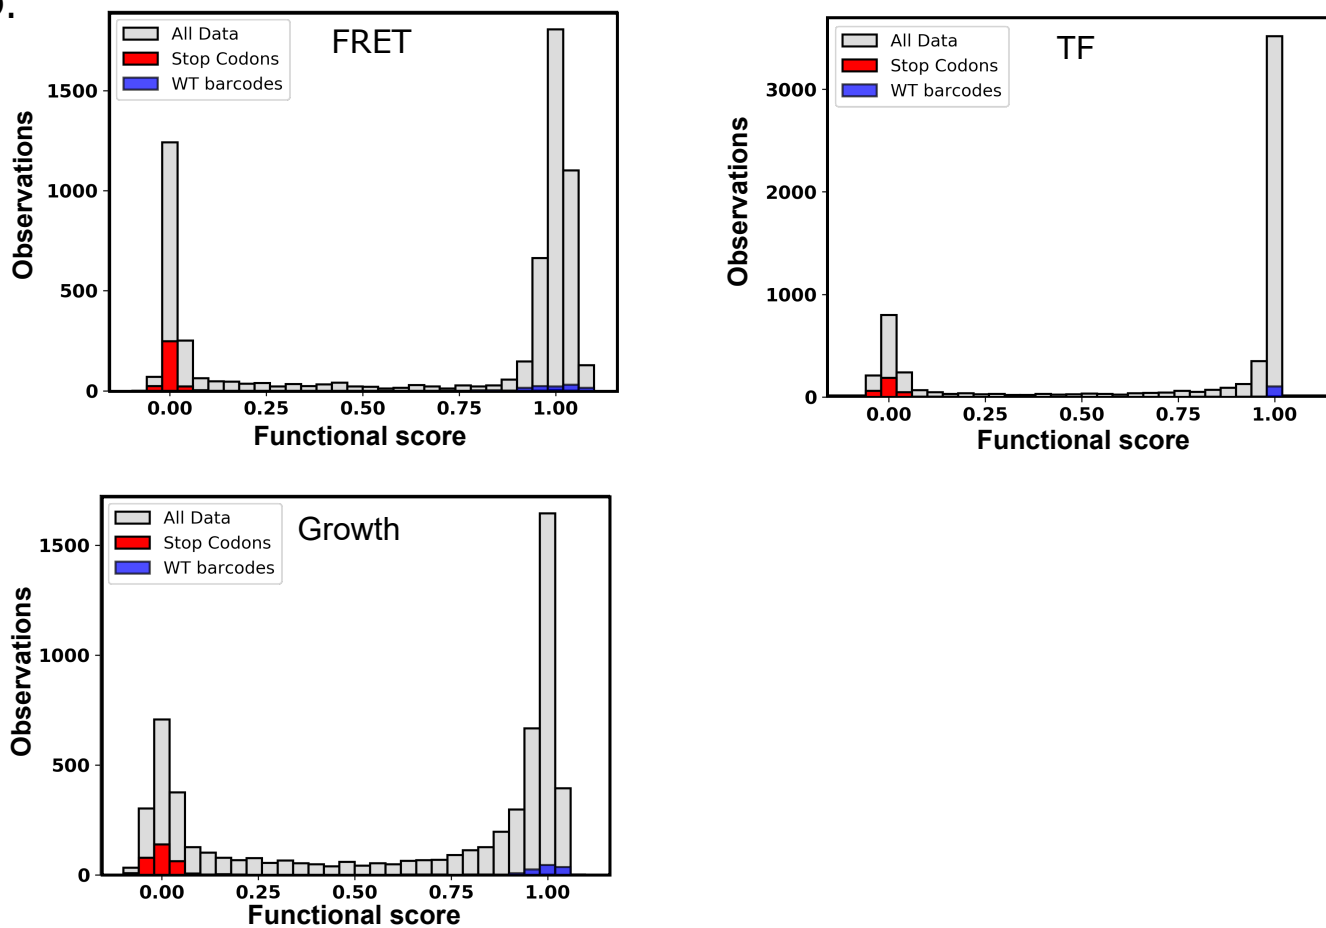 FRET
All Data
Stop Codons
WT barcodes
1500
1000
500
0
Observations
0.00 0.25 0.50 0.75 1.00
Functional score
TF
All Data
Stop Codons
WT barcodes
3000
2000
1000
0
Observations
0.00 0.25 0.50 0.75 1.00
Functional score
Growth
All Data
Stop Codons
WT barcodes
1500
1000
500
0
Observations
0.00 0.25 0.50 0.75 1.00
Functional score